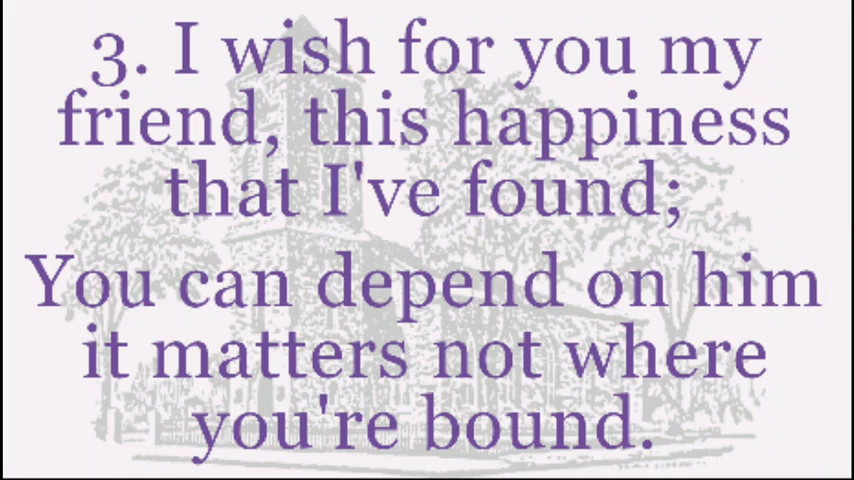 3. I wish for you my
friend, this happiness
that I've found;
You can depend on him
it matters not where
you're bound.